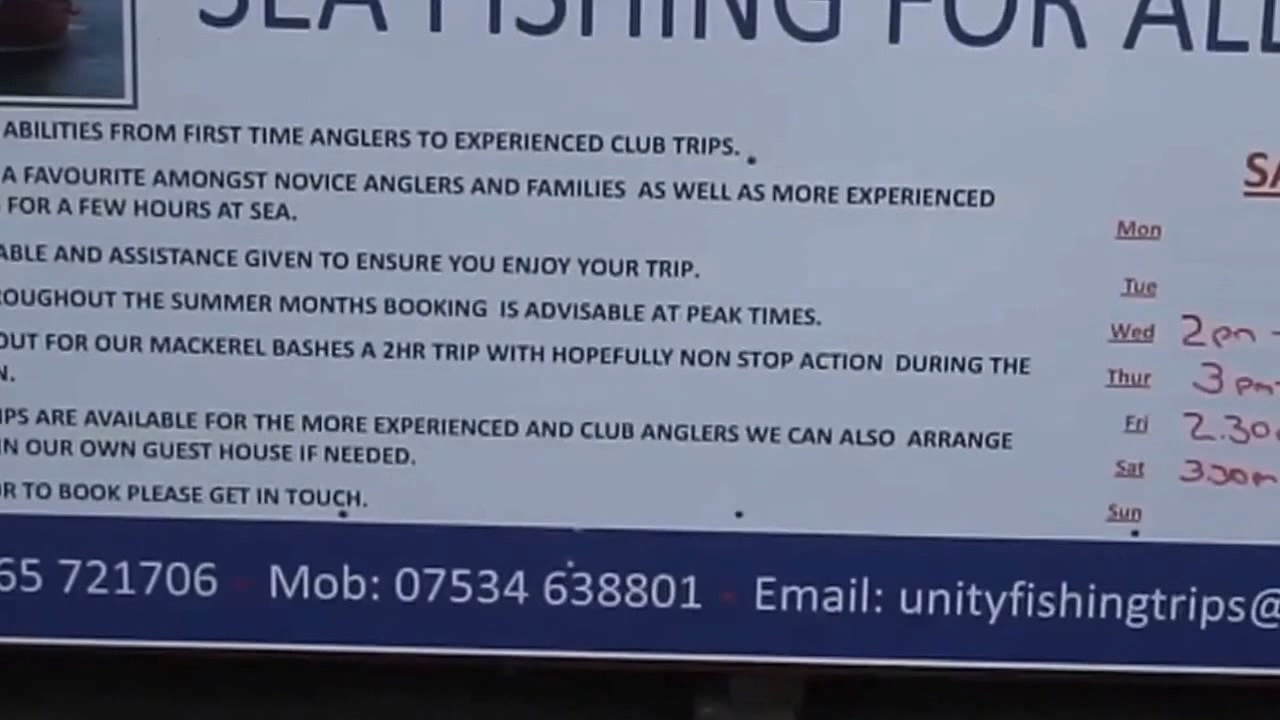 SEA FISHING FOR ALL
ABILITIES FROM FIRST TIME ANGLERS TO EXPERIENCED CLUB TRIPS.
A FAVOURITE AMONGST NOVICE ANGLERS AND FAMILIES AS WELL AS MORE EXPERIENCED
FOR A FEW HOURS AT SEA.
ABLE AND ASSISTANCE GIVEN TO ENSURE YOU ENJOY YOUR TRIP.
ROUGHOUT THE SUMMER MONTHS BOOKING IS ADVISABLE AT PEAK TIMES.
OUT FOR OUR MACKEREL BASHES A 2HR TRIP WITH HOPEFULLY NON STOP ACTION DURING THE
N.
IPS ARE AVAILABLE FOR THE MORE EXPERIENCED AND CLUB ANGLERS WE CAN ALSO ARRANGE
IN OUR OWN GUEST HOUSE IF NEEDED.
OR TO BOOK PLEASE GET IN TOUCH.
SA
Mon
Tue
Wed 2pm -
Thur 3pm
Fri 2.30
Sat
Sun
65 721706 - Mob: 07534 638801 - Email: unityfishingtrips@